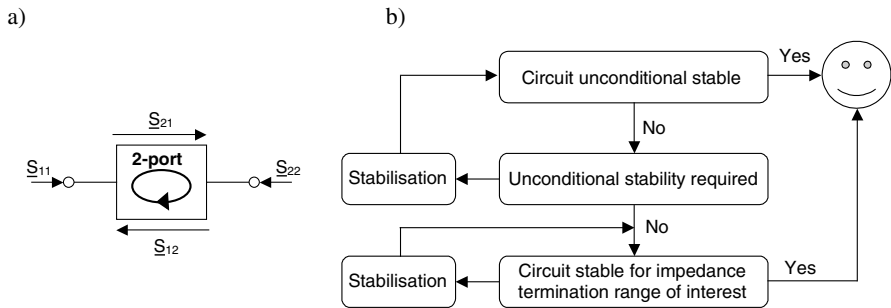 a)
b)
S21
2-port
S11
S22
S12
Circuit unconditional stable
Yes
No
Stabilisation
Unconditional stability required
No
Stabilisation
Circuit stable for impedance
termination range of interest
Yes